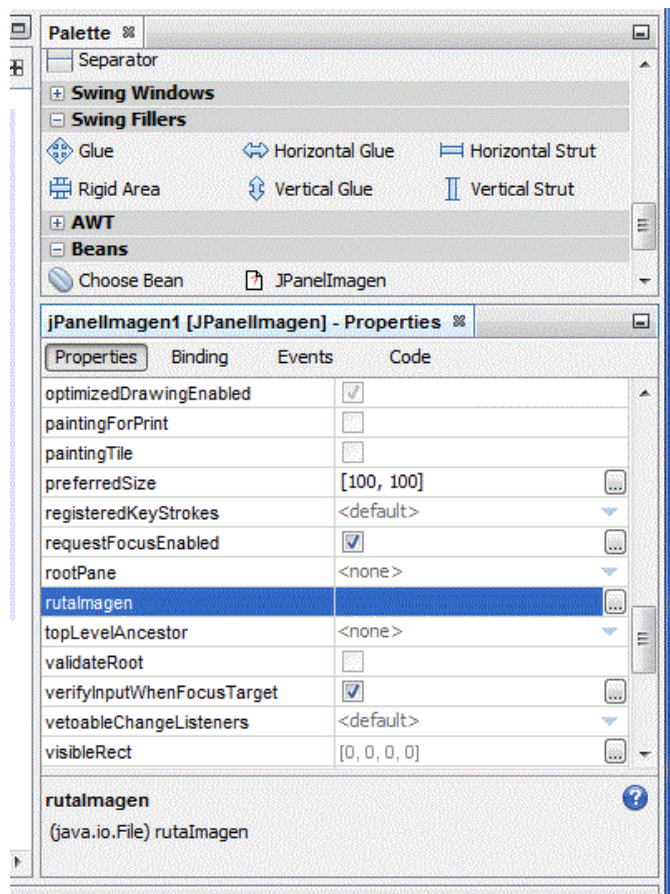 Palette
Separator
Swing Windows
Swing Fillers
Glue Horizontal Glue Horizontal Strut
Rigid Area Vertical Glue Vertical Strut
AWT
Beans
Choose Bean JPanelImagen
jPanelImagen1 [JPanelImagen] - Properties
Properties Binding Events Code
optimizedDrawingEnabled
paintingForPrint
paintingTile
preferredSize [100, 100] ...
registeredKeyStrokes <default>
requestFocusEnabled ...
rootPane <none>
rutaImagen ...
topLevelAncestor <none>
validateRoot
verifyInputWhenFocusTarget ...
vetoableChangeListeners <default>
visibleRect [0, 0, 0, 0] ...
rutaImagen
(java.io.File) rutaImagen